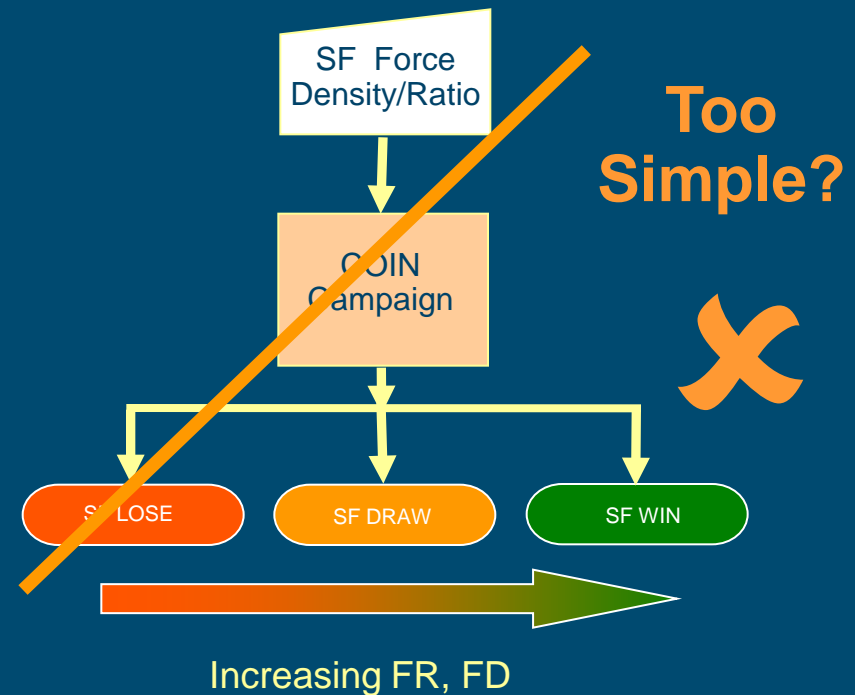 SF Force
Density/Ratio
Too
Simple?
COIN
Campaign
SF LOSE
SF DRAW
SF WIN
Increasing FR, FD